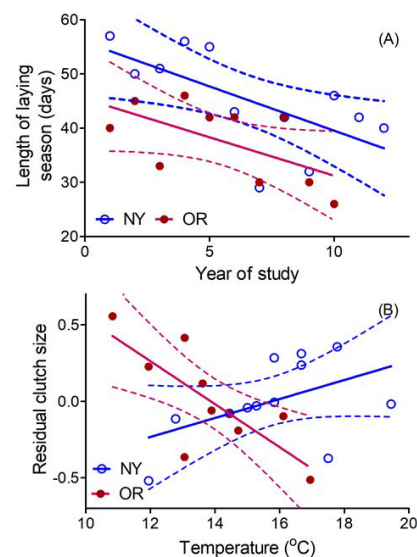 (A)
60
50
40
30
20
Length of laying
season (days)
NY OR
0 5 10
Year of study
(B)
0.5
0.0
-0.5
Residual clutch size
NY
OR
10 12 14 16 18 20
Temperature (°C)